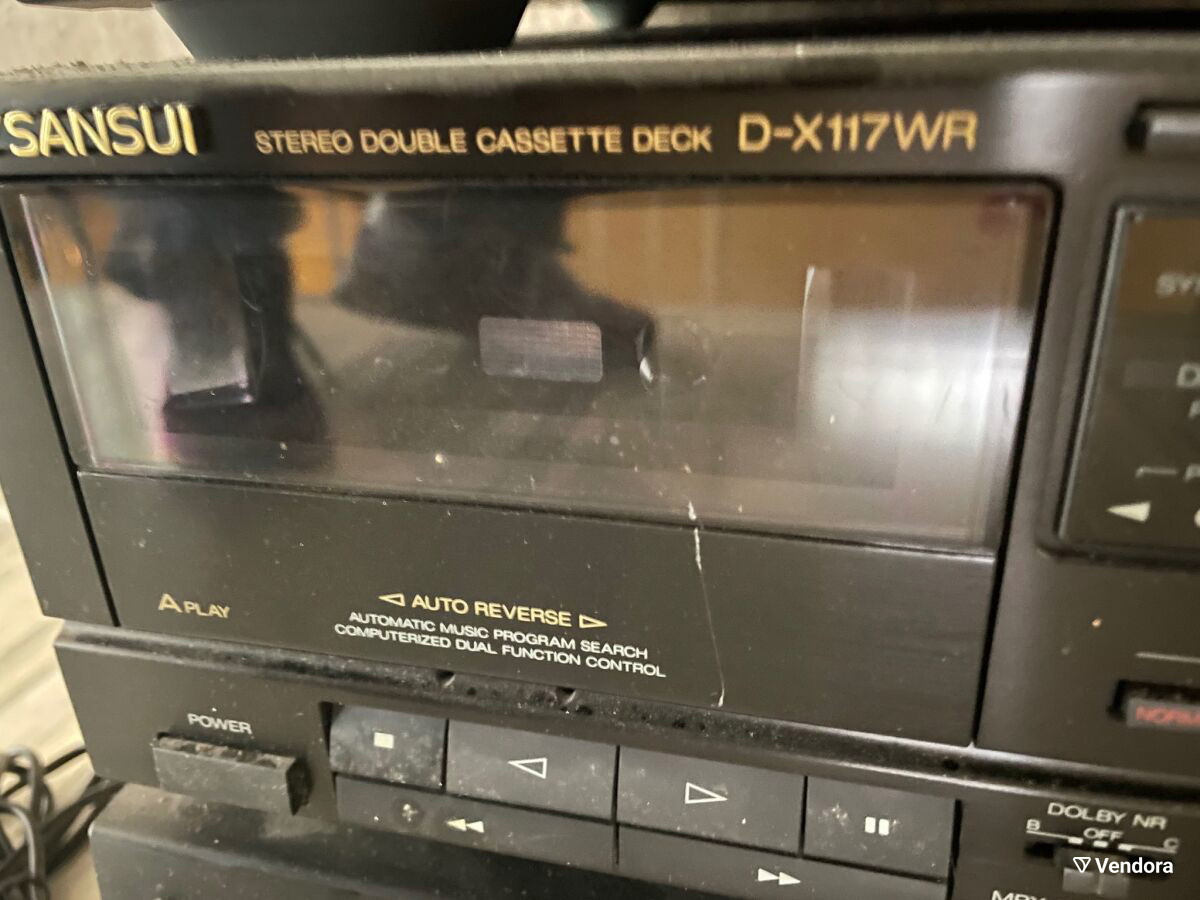 SANSUI STEREO DOUBLE CASSETTE DECK D-X117WR
A PLAY
AUTO REVERSE
AUTOMATIC MUSIC PROGRAM SEARCH
COMPUTERIZED DUAL FUNCTION CONTROL
POWER
DOLBY NR
B OFF C
Vendora